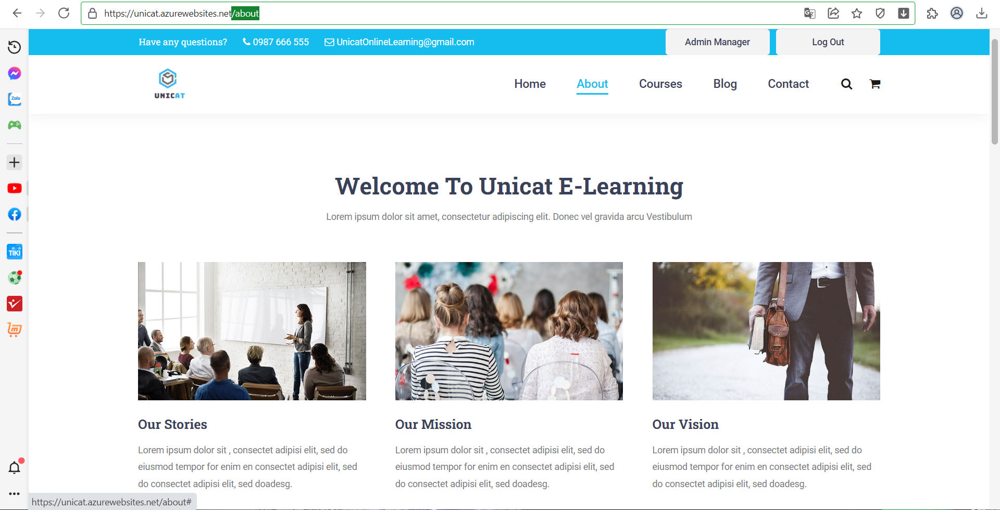 https://unicat.azurewebsites.net/about
Have any questions? 0987 666 555 UnicatOnlineLearning@gmail.com Admin Manager Log Out
Zalo
UNICAT
Home About Courses Blog Contact
Welcome To Unicat E-Learning
Lorem ipsum dolor sit amet, consectetur adipiscing elit. Donec vel gravida arcu Vestibulum
TIKI
Our Stories
Lorem ipsum dolor sit , consectet adipisi elit, sed do
eiusmod tempor for enim en consectet adipisi elit, sed
do consectet adipisi elit, sed doadesg.
Our Mission
Lorem ipsum dolor sit , consectet adipisi elit, sed do
eiusmod tempor for enim en consectet adipisi elit, sed
do consectet adipisi elit, sed doadesg.
Our Vision
Lorem ipsum dolor sit , consectet adipisi elit, sed do
eiusmod tempor for enim en consectet adipisi elit, sed
do consectet adipisi elit, sed doadesg.
https://unicat.azurewebsites.net/about#